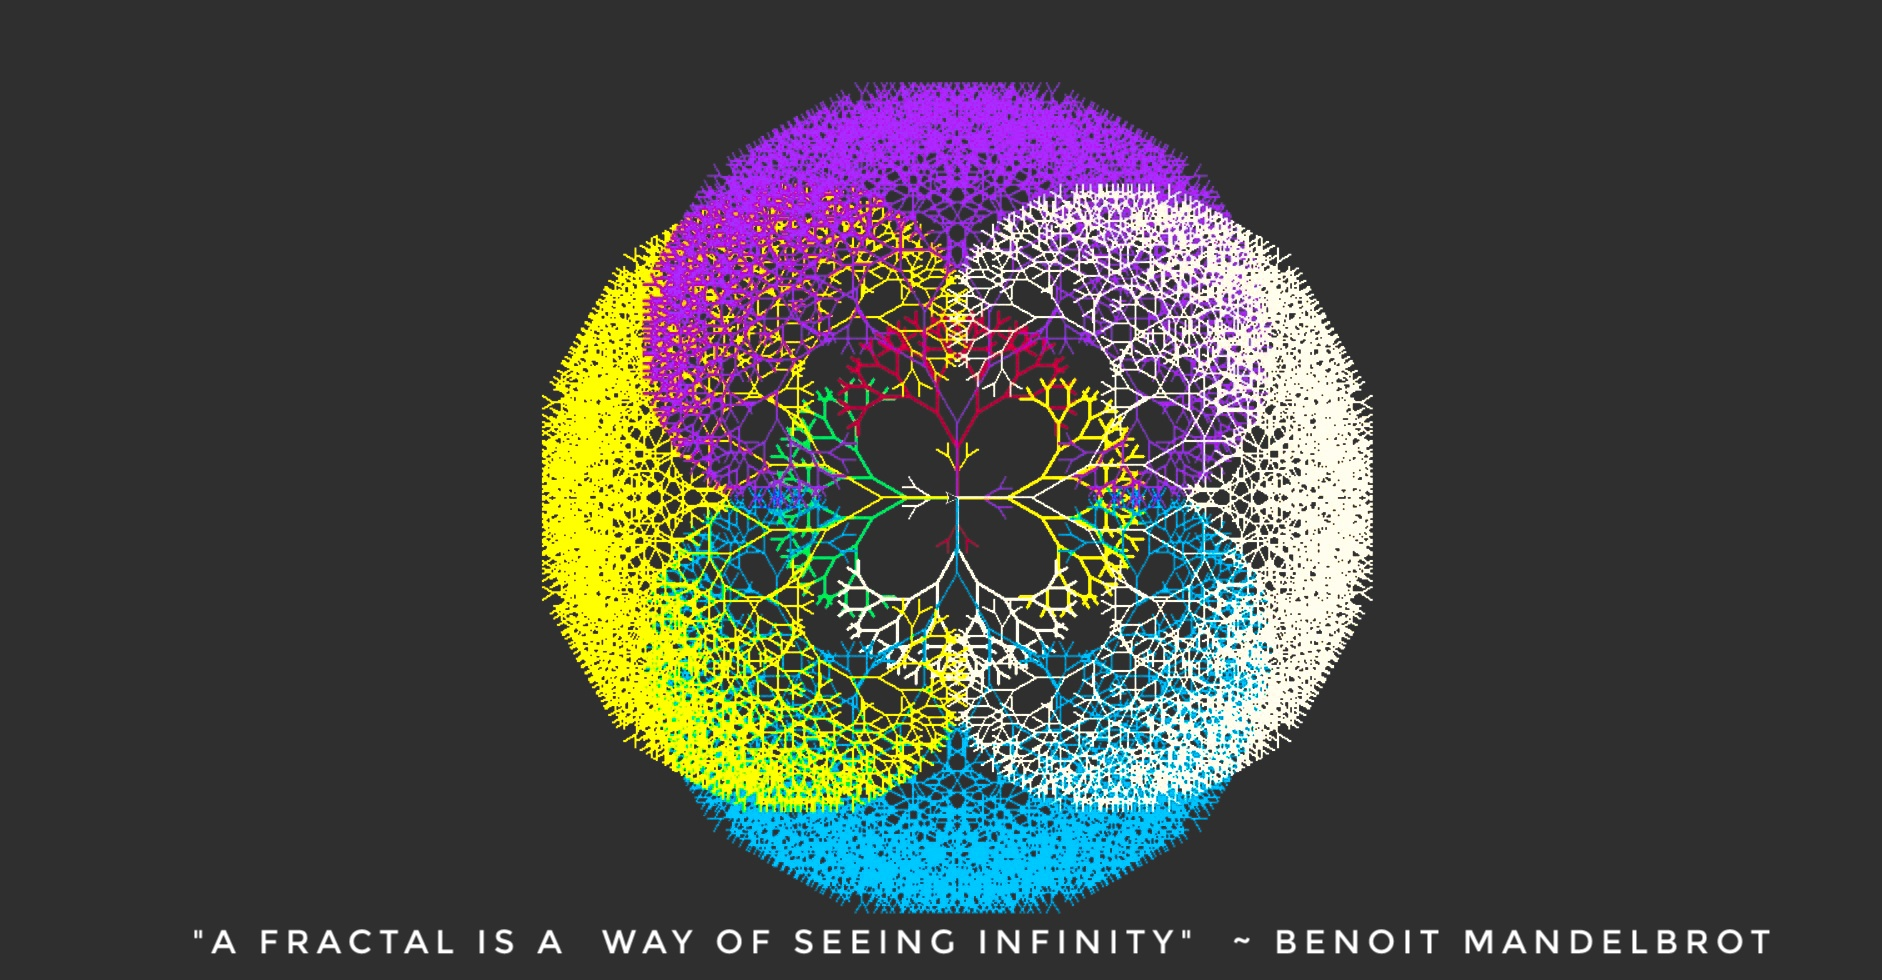 "A FRACTAL IS A WAY OF SEEING INFINITY" ~ BENOIT MANDELBROT